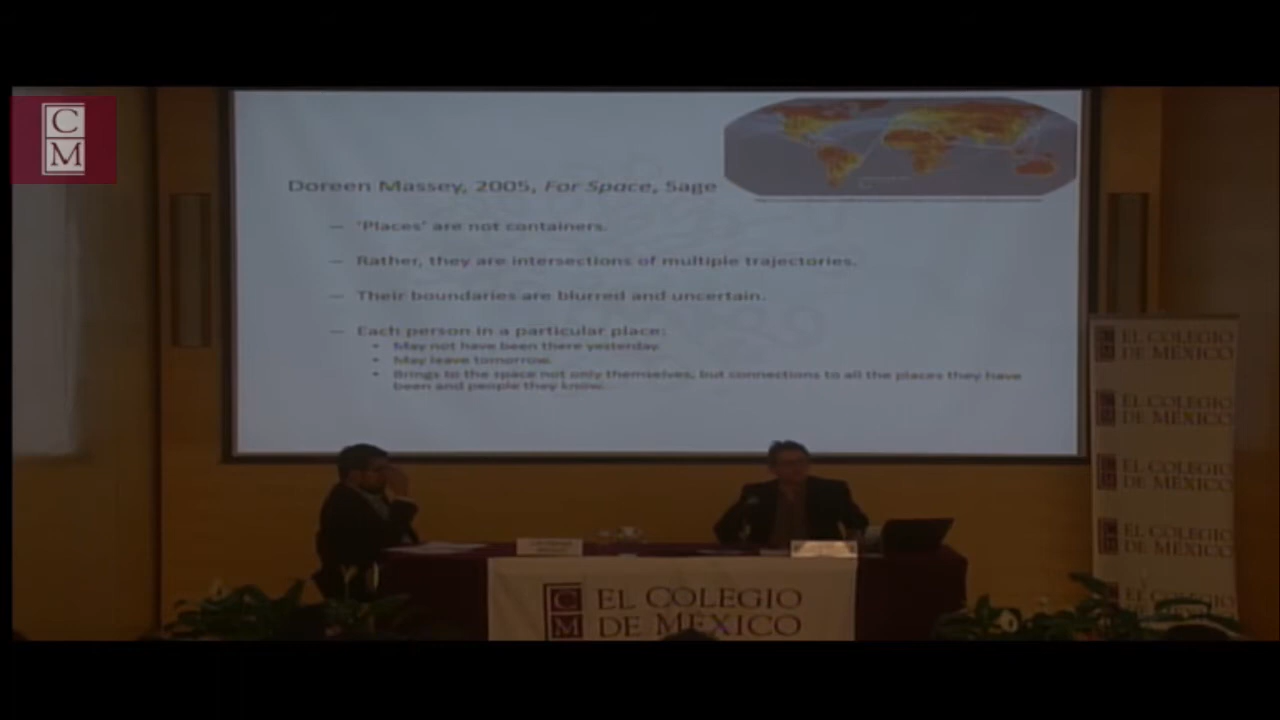 C
M
Doreen Massey, 2005, For Space, Sage
– ‘Places’ are not containers.
– Rather, they are intersections of multiple trajectories.
– Their boundaries are blurred and uncertain.
– Each person in a particular place:
• May not have been there yesterday.
• May leave tomorrow.
• Brings to the space not only themselves, but connections to all the places they have
been and people they know.
EL COLEGIO
DE MÉXICO
EL COLEGIO
DE MÉXICO
EL COLEGIO
DE MÉXICO
EL COLEGIO
DE MÉXICO
EL COLEGIO
C
M
EL COLEGIO
DE MÉXICO